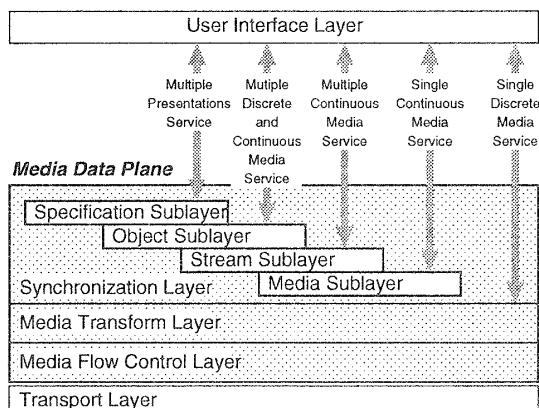 User Interface Layer
Multiple
Presentations
Service
Mutiple
Discrete
and
Continuous
Media
Service
Multiple
Continuous
Media
Service
Single
Continuous
Media
Service
Single
Discrete
Media
Service
Media Data Plane
Specification Sublayer
Object Sublayer
Stream Sublayer
Media Sublayer
Synchronization Layer
Media Transform Layer
Media Flow Control Layer
Transport Layer